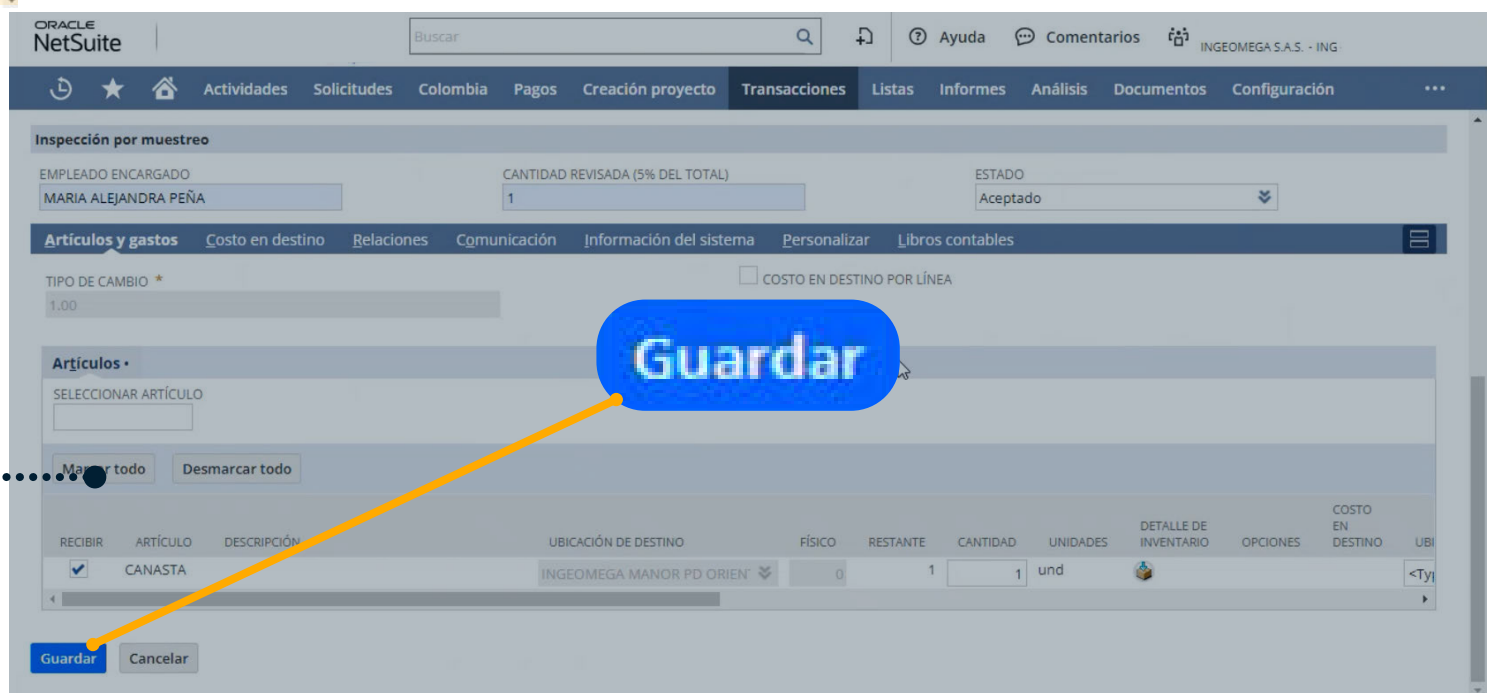 ORACLE
NetSuite
Buscar
Ayuda
Comentarios
INGEOMEGA S.A.S. - ING
Actividades Solicitudes Colombia Pagos Creación proyecto Transacciones Listas Informes Análisis Documentos Configuración ...
Inspección por muestreo
EMPLEADO ENCARGADO CANTIDAD REVISADA (5% DEL TOTAL) ESTADO
MARIA ALEJANDRA PEÑA 1 Aceptado
Artículos y gastos Costo en destino Relaciones Comunicación Información del sistema Personalizar Libros contables
TIPO DE CAMBIO * COSTO EN DESTINO POR LÍNEA
1.00
Guardar
Artículos •
SELECCIONAR ARTÍCULO
Marcar todo Desmarcar todo
RECIBIR ARTÍCULO DESCRIPCIÓN UBICACIÓN DE DESTINO FÍSICO RESTANTE CANTIDAD UNIDADES DETALLE DE INVENTARIO OPCIONES COSTO EN DESTINO UBI
CANASTA INGEOMEGA MANOR PD ORIEN 0 1 1 und <Typ
Guardar Cancelar